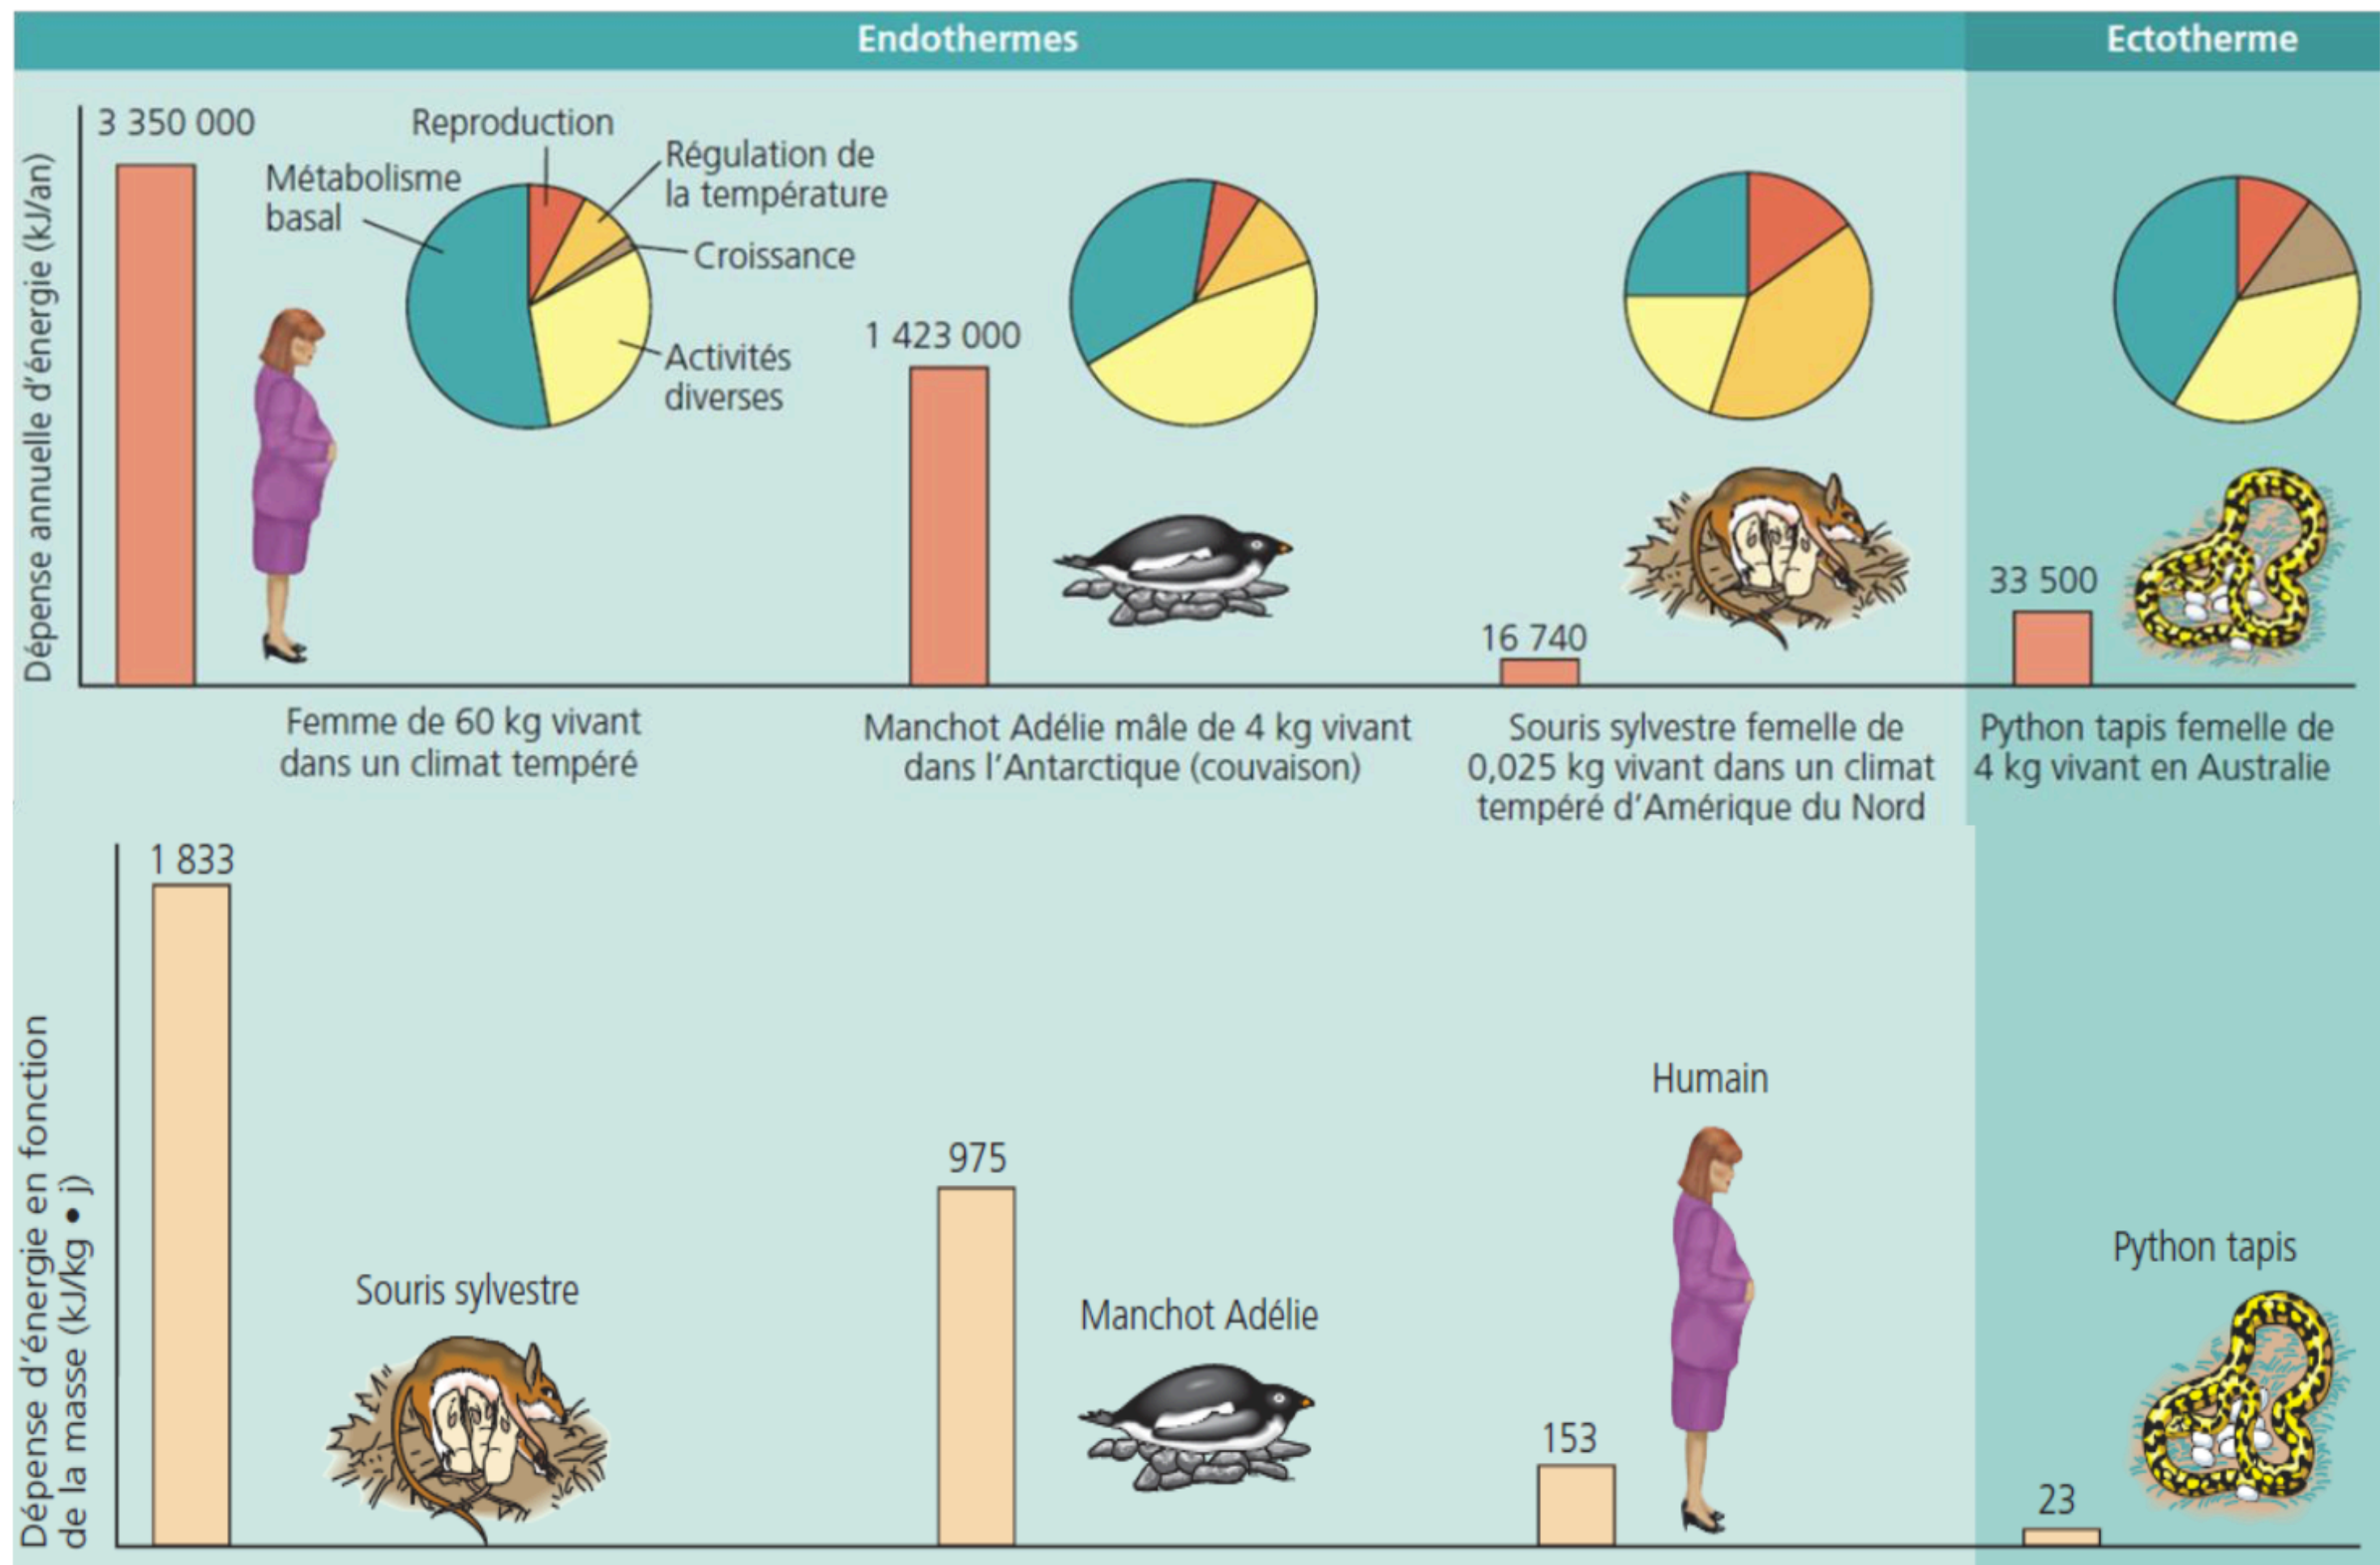 Endothermes
Ectotherme
Dépense annuelle d'énergie (kJ/an)
3 350 000
Reproduction
Métabolisme
basal
Régulation de
la température
Croissance
Activités
diverses
1 423 000
16 740
33 500
Femme de 60 kg vivant
dans un climat tempéré
Manchot Adélie mâle de 4 kg vivant
dans l'Antarctique (couvaison)
Souris sylvestre femelle de
0,025 kg vivant dans un climat
tempéré d'Amérique du Nord
Python tapis femelle de
4 kg vivant en Australie
Dépense d'énergie en fonction
de la masse (kJ/kg • j)
1 833
Souris sylvestre
975
Manchot Adélie
153
Humain
23
Python tapis